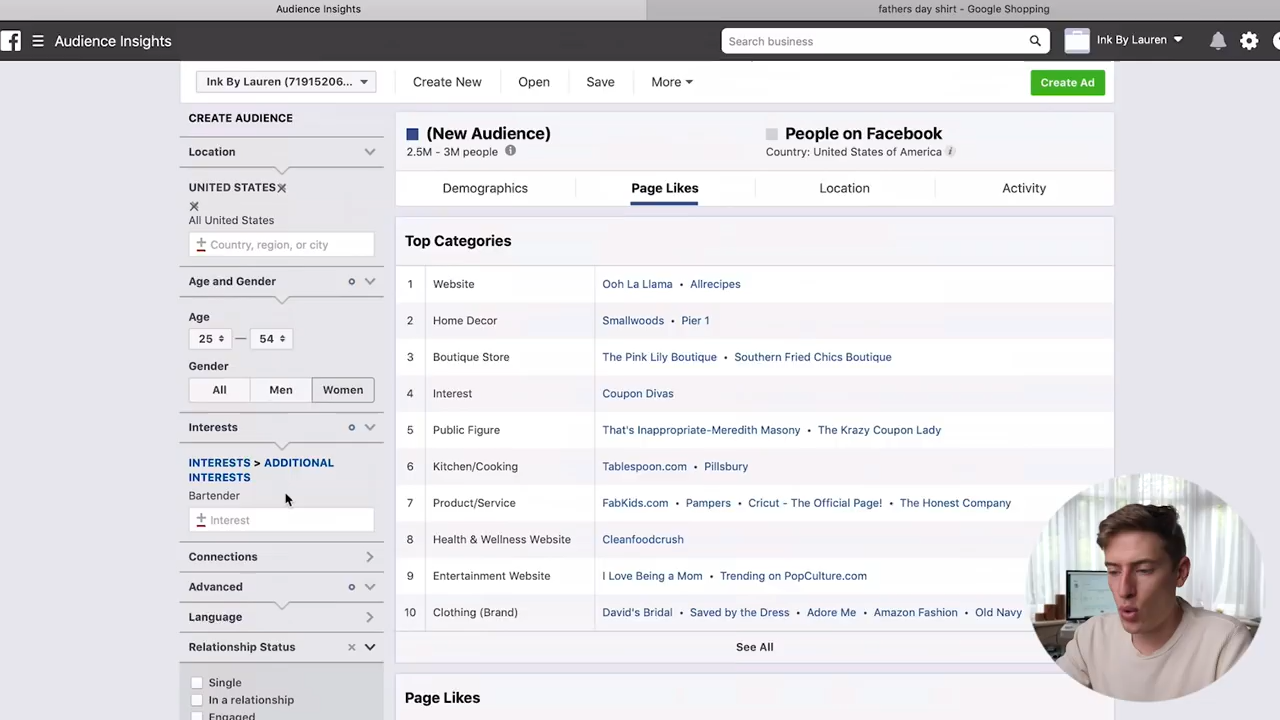 Audience Insights
fathers day shirt - Google Shopping
Audience Insights
Search business
Ink By Lauren
Ink By Lauren (71915206...
Create New
Open
Save
More
Create Ad
CREATE AUDIENCE
Location
UNITED STATES
All United States
Country, region, or city
Age and Gender
Age
25 — 54
Gender
All
Men
Women
Interests
INTERESTS > ADDITIONAL
INTERESTS
Bartender
Interest
Connections
Advanced
Language
Relationship Status
Single
In a relationship
Engaged
(New Audience)
2.5M - 3M people
People on Facebook
Country: United States of America
Demographics
Page Likes
Location
Activity
Top Categories
1 Website Ooh La Llama • Allrecipes
2 Home Decor Smallwoods • Pier 1
3 Boutique Store The Pink Lily Boutique • Southern Fried Chics Boutique
4 Interest Coupon Divas
5 Public Figure That's Inappropriate-Meredith Masony • The Krazy Coupon Lady
6 Kitchen/Cooking Tablespoon.com • Pillsbury
7 Product/Service FabKids.com • Pampers • Cricut - The Official Page! • The Honest Company
8 Health & Wellness Website Cleanfoodcrush
9 Entertainment Website I Love Being a Mom • Trending on PopCulture.com
10 Clothing (Brand) David's Bridal • Saved by the Dress • Adore Me • Amazon Fashion • Old Navy
See All
Page Likes